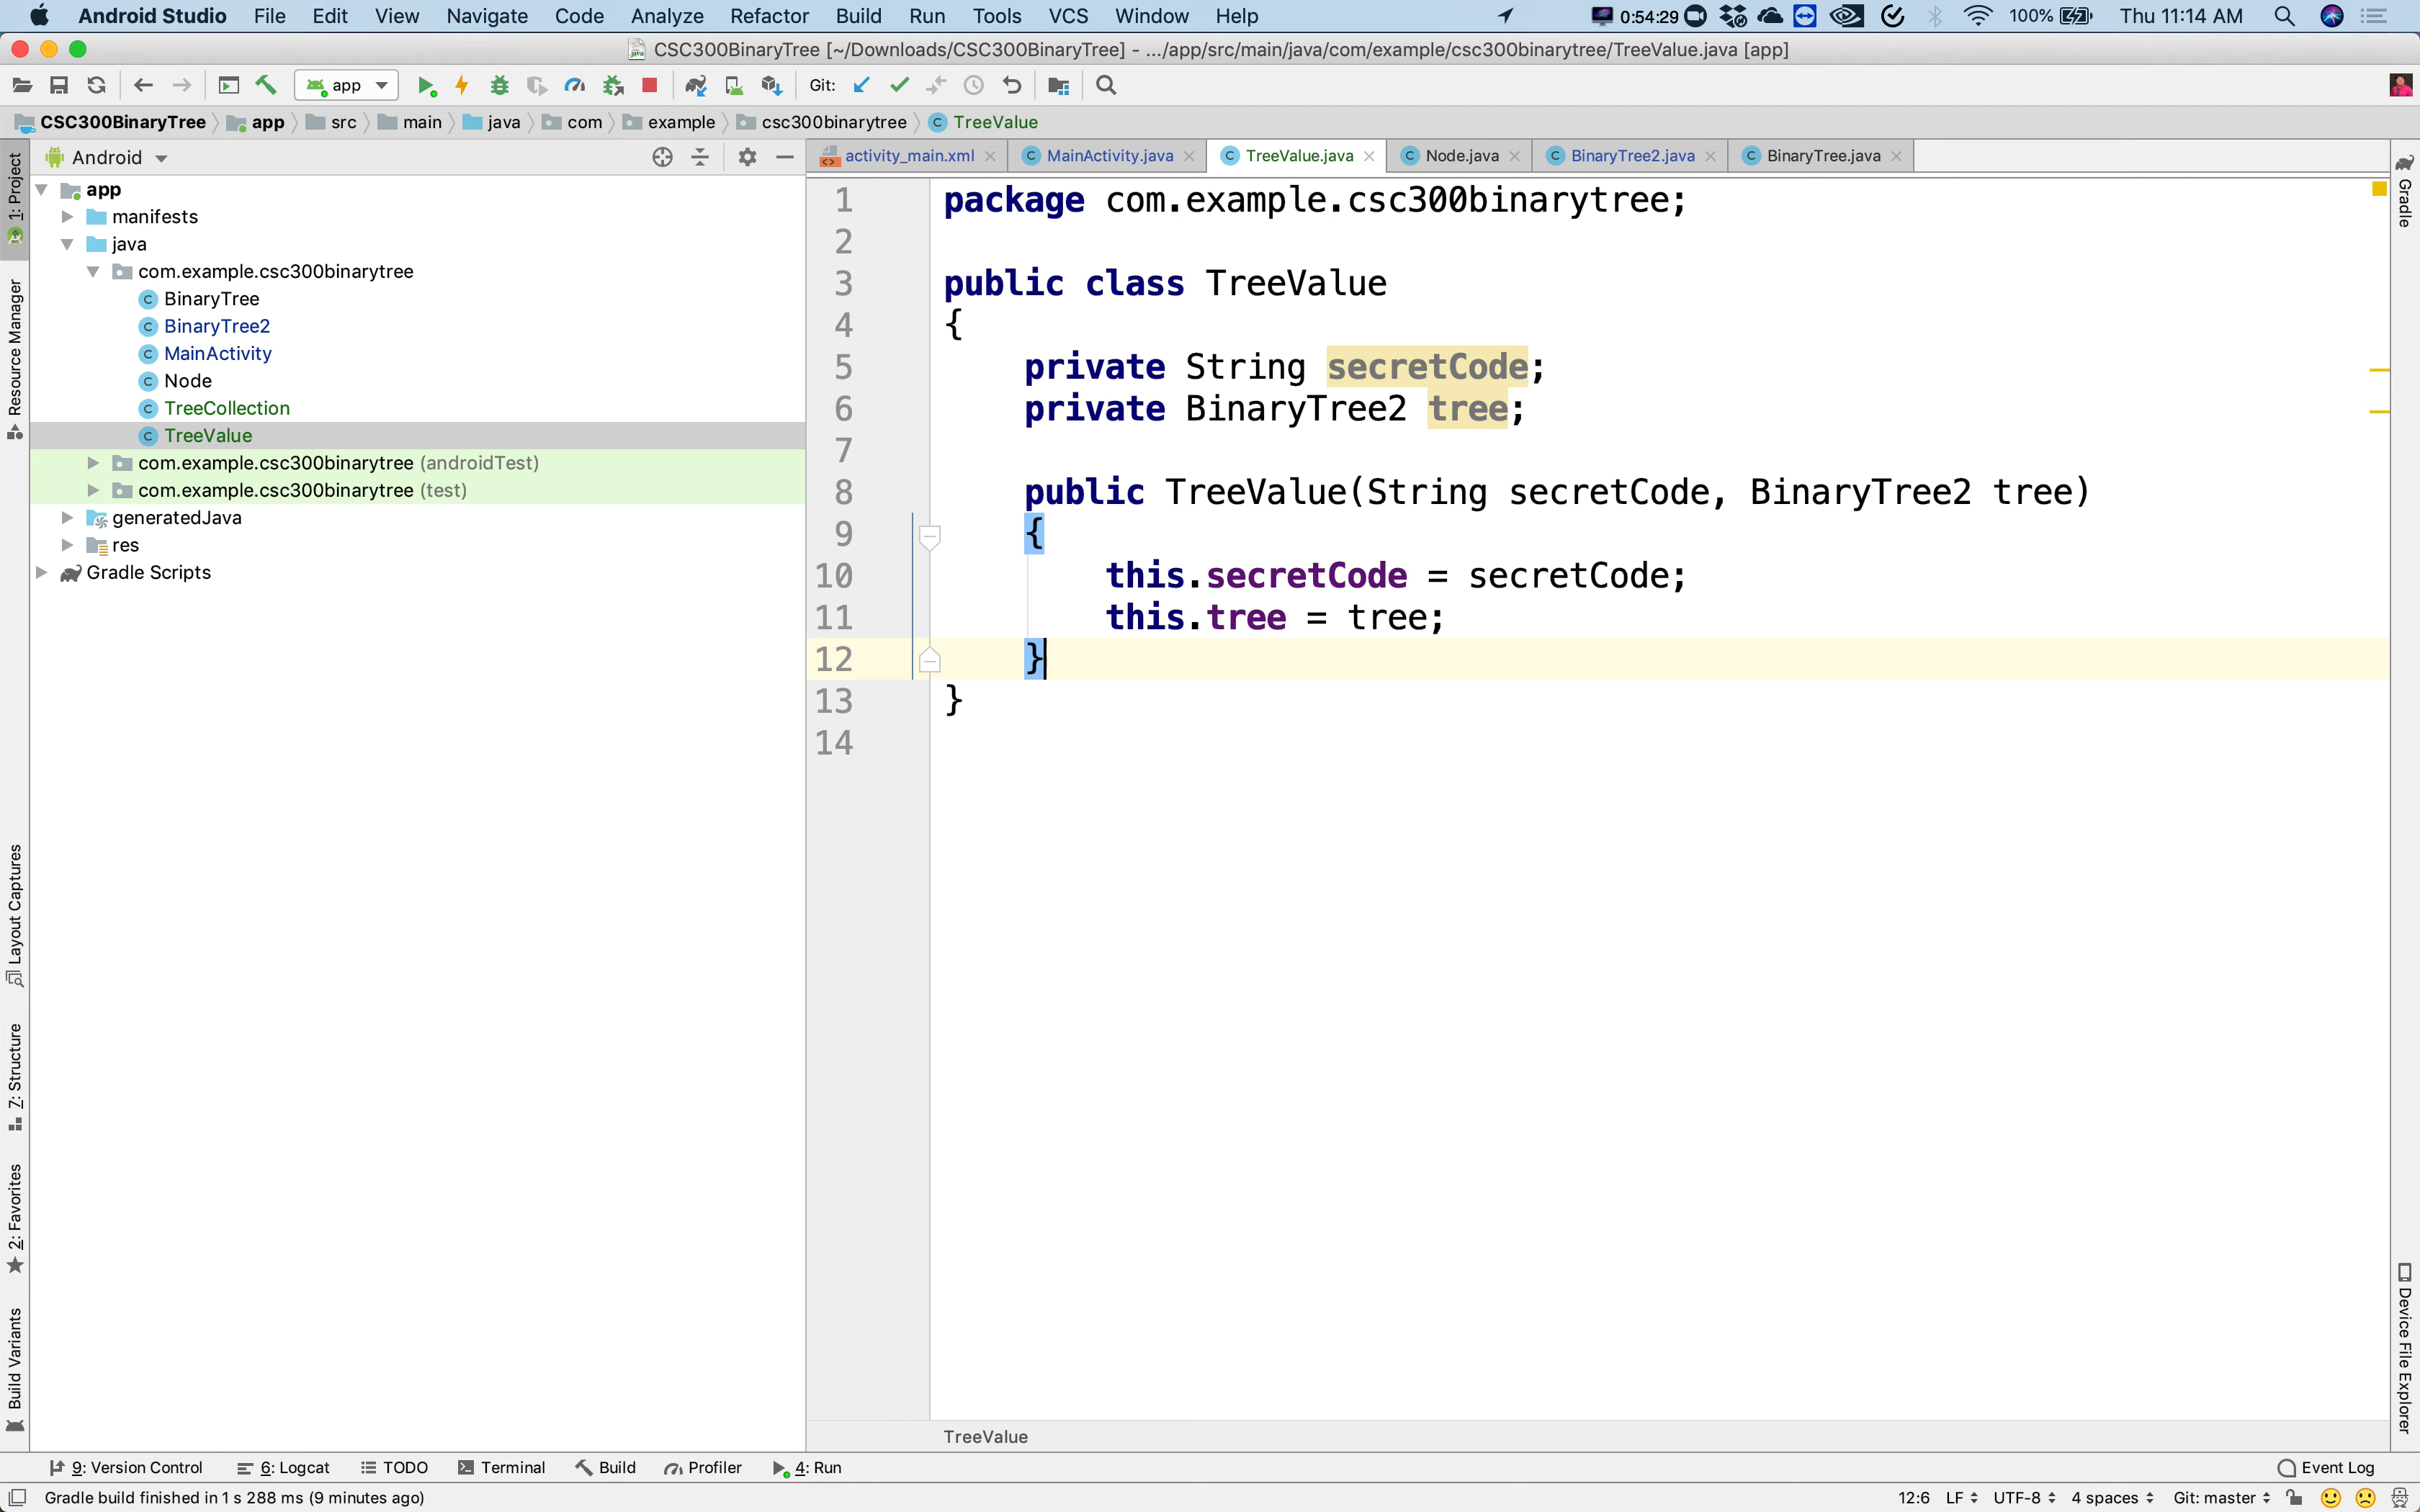 Android Studio File Edit View Navigate Code Analyze Refactor Build Run Tools VCS Window Help 0:54:29 100% Thu 11:14 AM
CSC300BinaryTree [~/Downloads/CSC300BinaryTree] - .../app/src/main/java/com/example/csc300binarytree/TreeValue.java [app]
app Git:
CSC300BinaryTree app src main java com example csc300binarytree TreeValue
Android
activity_main.xml MainActivity.java TreeValue.java Node.java BinaryTree2.java BinaryTree.java
app
manifests
java
com.example.csc300binarytree
BinaryTree
BinaryTree2
MainActivity
Node
TreeCollection
TreeValue
com.example.csc300binarytree (androidTest)
com.example.csc300binarytree (test)
generatedJava
res
Gradle Scripts
1: Project
Resource Manager
Layout Captures
7: Structure
2: Favorites
Build Variants
1 package com.example.csc300binarytree;
2
3 public class TreeValue
4 {
5 private String secretCode;
6 private BinaryTree2 tree;
7
8 public TreeValue(String secretCode, BinaryTree2 tree)
9 {
10 this.secretCode = secretCode;
11 this.tree = tree;
12 }
13 }
14
TreeValue
Gradle
Device File Explorer
9: Version Control 6: Logcat TODO Terminal Build Profiler 4: Run Event Log
Gradle build finished in 1 s 288 ms (9 minutes ago) 12:6 LF UTF-8 4 spaces Git: master